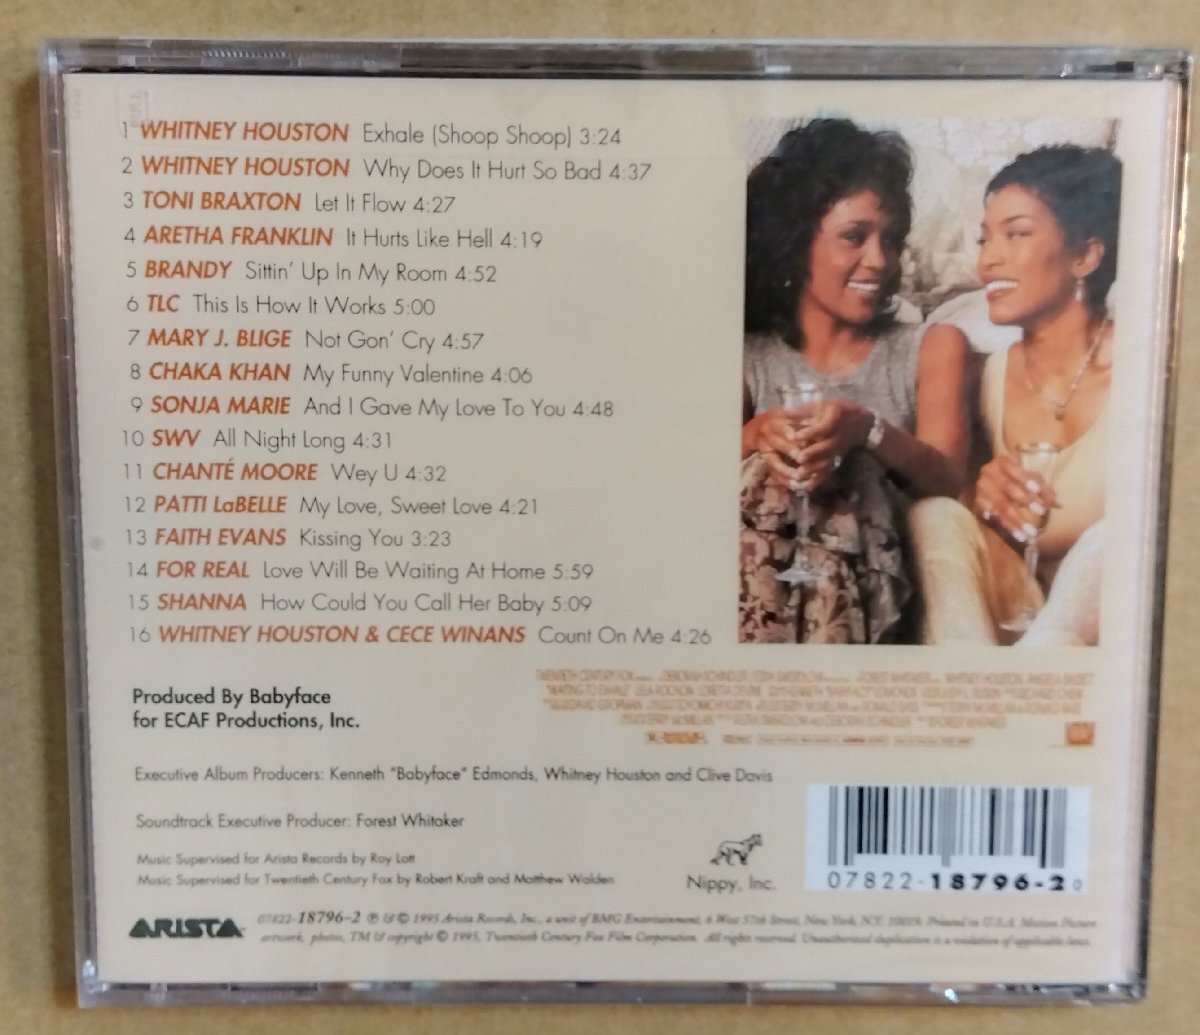 1 WHITNEY HOUSTON Exhale (Shoop Shoop) 3:24
2 WHITNEY HOUSTON Why Does It Hurt So Bad 4:37
3 TONI BRAXTON Let It Flow 4:27
4 ARETHA FRANKLIN It Hurts Like Hell 4:19
5 BRANDY Sittin' Up In My Room 4:52
6 TLC This Is How It Works 5:00
7 MARY J. BLIGE Not Gon' Cry 4:57
8 CHAKA KHAN My Funny Valentine 4:06
9 SONJA MARIE And I Gave My Love To You 4:48
10 SWV All Night Long 4:31
11 CHANTÉ MOORE Wey U 4:32
12 PATTI LaBELLE My Love, Sweet Love 4:21
13 FAITH EVANS Kissing You 3:23
14 FOR REAL Love Will Be Waiting At Home 5:59
15 SHANNA How Could You Call Her Baby 5:09
16 WHITNEY HOUSTON & CECE WINANS Count On Me 4:26
Produced By Babyface
for ECAF Productions, Inc.
Executive Album Producers: Kenneth "Babyface" Edmonds, Whitney Houston and Clive Davis
Soundtrack Executive Producer: Forest Whitaker
Music Supervised for Arista Records by Roy Lott
Music Supervised for Twentieth Century Fox by Robert Kraft and Matthew Walden
Nippy, Inc.
07822-18796-2 0
ARISTA
07822-18796-2 ℗ & © 1995 Arista Records, Inc., a unit of BMG Entertainment, 6 West 57th Street, New York, N.Y. 10019. Printed in U.S.A. Motion Picture
artwork, photos, TM & copyright © 1995, Twentieth Century Fox Film Corporation. All rights reserved. Unauthorized duplication is a violation of applicable laws.